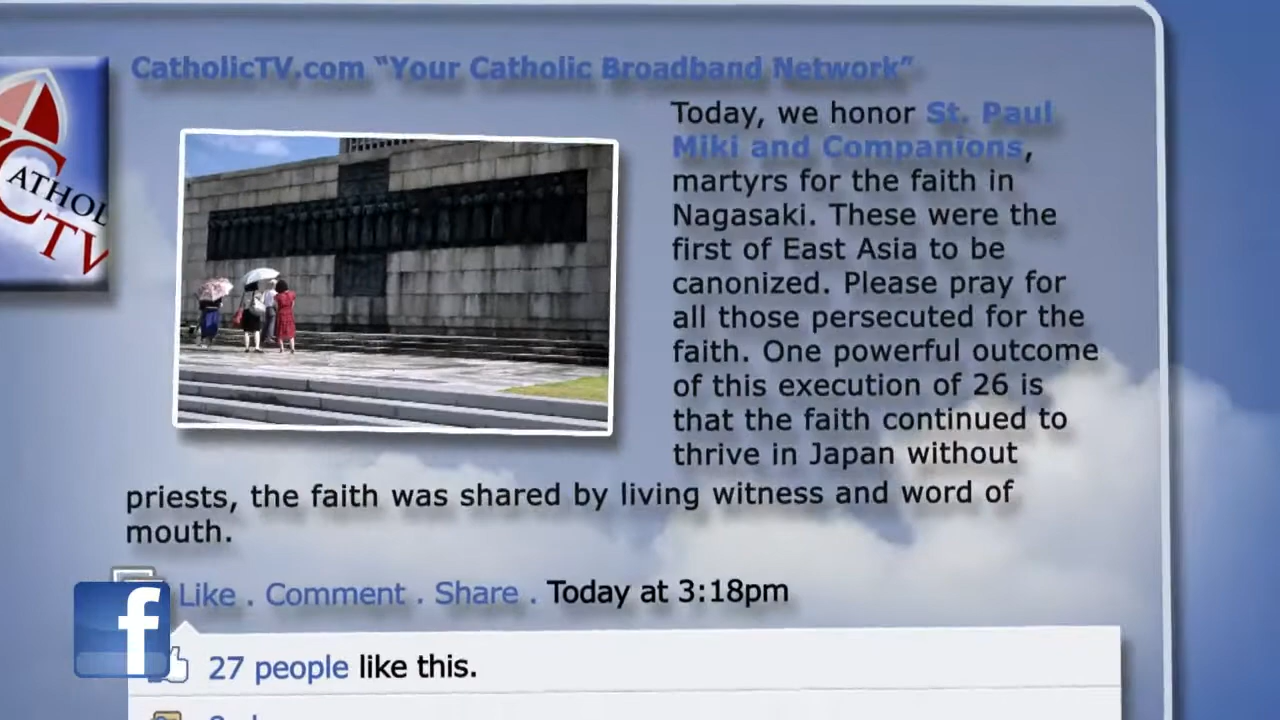 CatholicTV.com “Your Catholic Broadband Network”
CATHOL
TV
Today, we honor St. Paul
Miki and Companions,
martyrs for the faith in
Nagasaki. These were the
first of East Asia to be
canonized. Please pray for
all those persecuted for the
faith. One powerful outcome
of this execution of 26 is
that the faith continued to
thrive in Japan without
priests, the faith was shared by living witness and word of
mouth.
Like . Comment . Share . Today at 3:18pm
f
27 people like this.